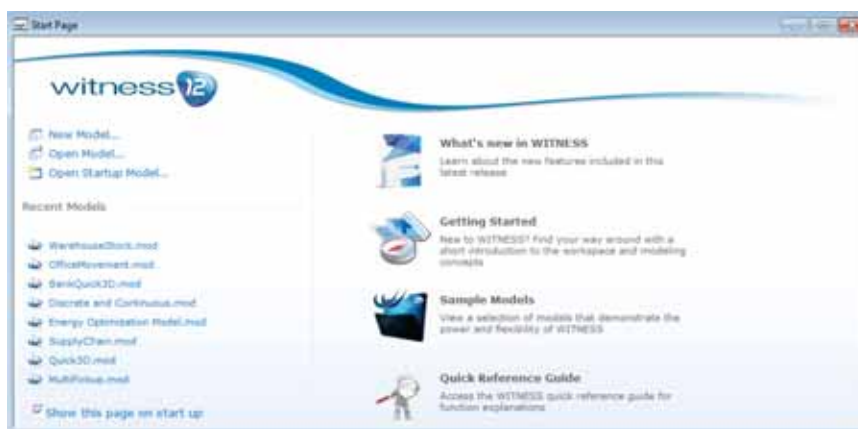 Start Page
witness 12
New Model...
Open Model...
Open Startup Model...
Recent Models
WarehouseStock.mod
OfficeMovement.mod
BankQuick3D.mod
Discrete and Continuous.mod
Energy Optimization Model.mod
SupplyChain.mod
Quick3D.mod
Show this page on start up
What's new in WITNESS
Learn about the new features included in this
latest release
Getting Started
New to WITNESS? Find your way around with a
short introduction to the workspace and modeling
concepts
Sample Models
View a selection of models that demonstrate the
power and flexibility of WITNESS
Quick Reference Guide
Access the WITNESS quick reference guide for
function explanations